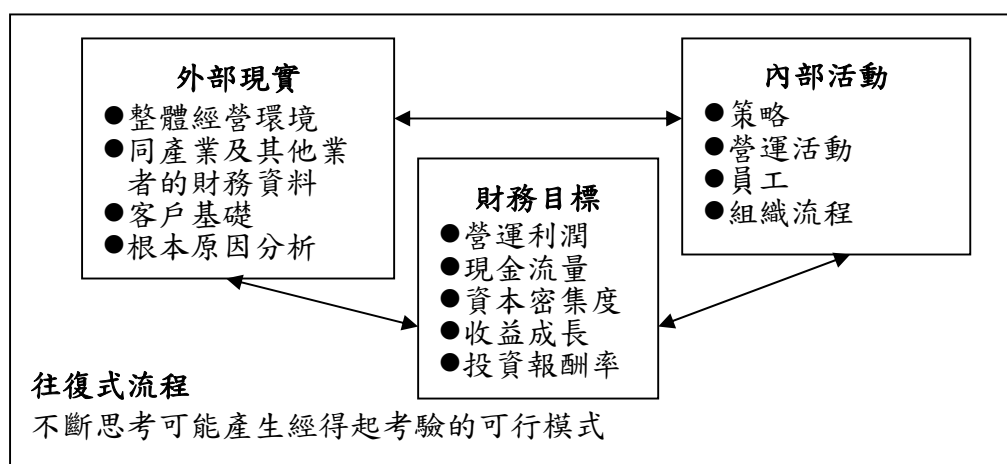 外部現實
●整體經營環境
●同產業及其他業
者的財務資料
●客戶基礎
●根本原因分析
內部活動
●策略
●營運活動
●員工
●組織流程
財務目標
●營運利潤
●現金流量
●資本密集度
●收益成長
●投資報酬率
往復式流程
不斷思考可能產生經得起考驗的可行模式